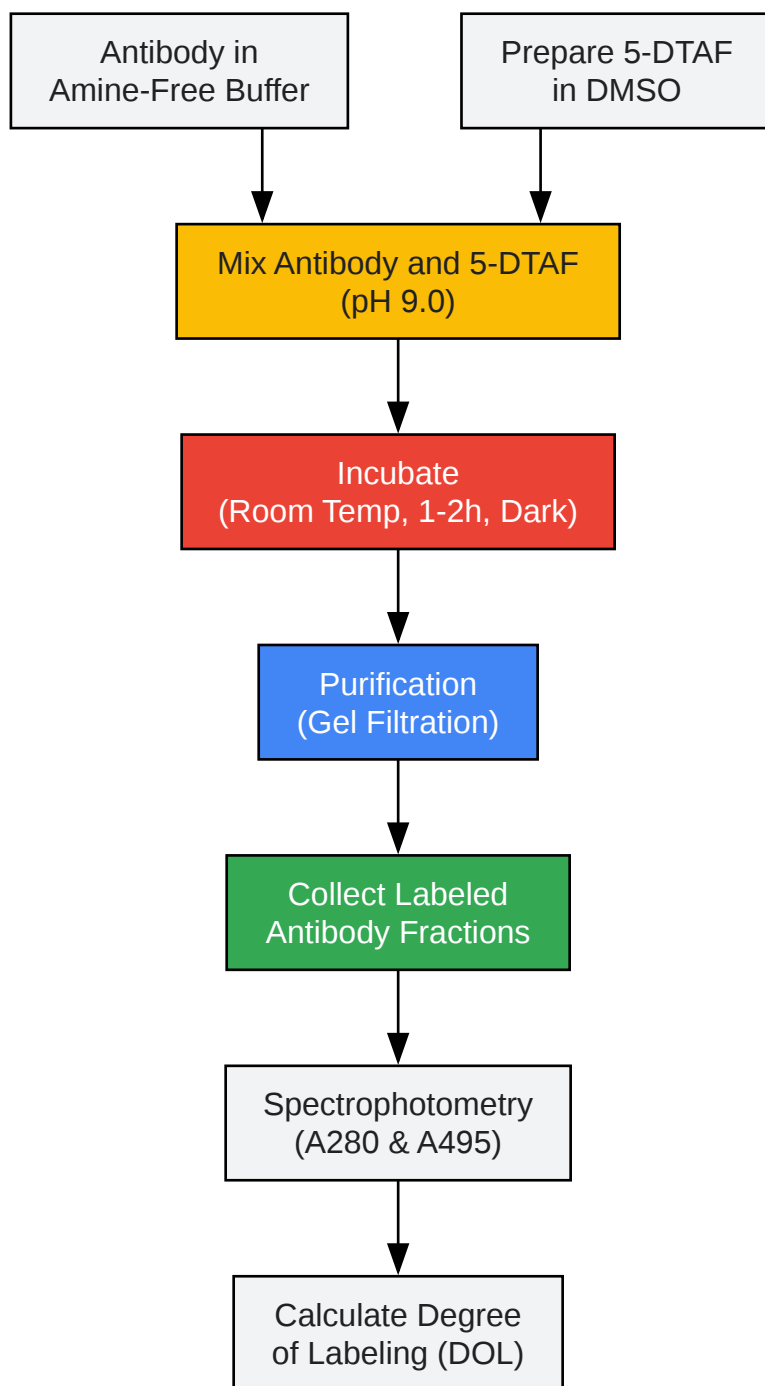 Antibody in
Amine-Free Buffer
Prepare 5-DTAF
in DMSO
Mix Antibody and 5-DTAF
(pH 9.0)
Incubate
(Room Temp, 1-2h, Dark)
Purification
(Gel Filtration)
Collect Labeled
Antibody Fractions
Spectrophotometry
(A280 & A495)
Calculate Degree
of Labeling (DOL)